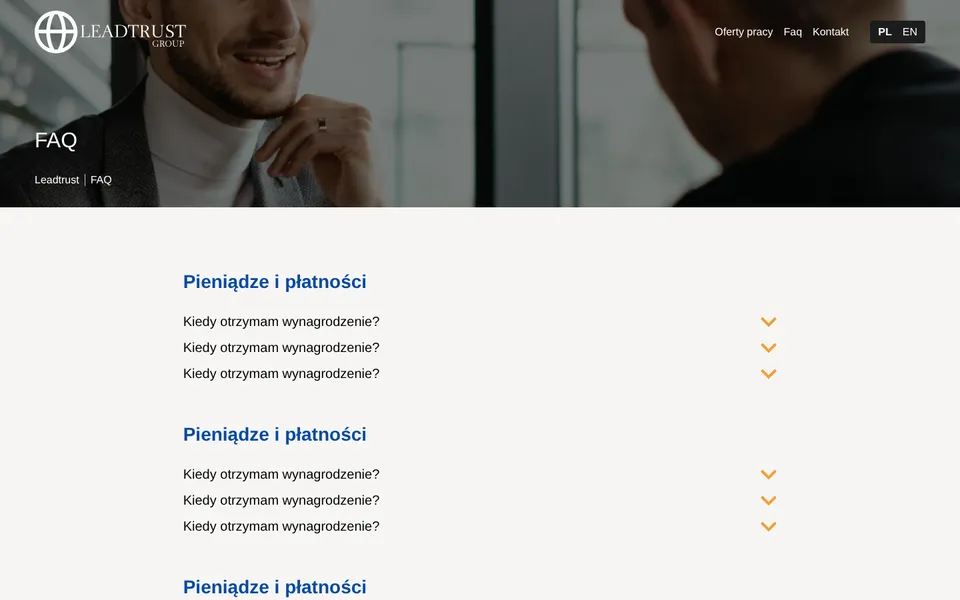 LEADTRUST
GROUP
Oferty pracy Faq Kontakt PL EN
FAQ
Leadtrust | FAQ
Pieniądze i płatności
Kiedy otrzymam wynagrodzenie?
Kiedy otrzymam wynagrodzenie?
Kiedy otrzymam wynagrodzenie?
Pieniądze i płatności
Kiedy otrzymam wynagrodzenie?
Kiedy otrzymam wynagrodzenie?
Kiedy otrzymam wynagrodzenie?
Pieniądze i płatności